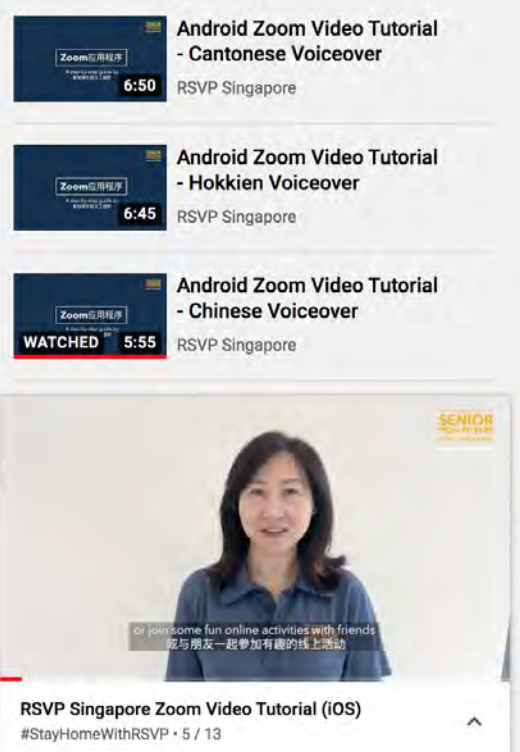 Android Zoom Video Tutorial
- Cantonese Voiceover
RSVP Singapore
Zoom应用程序
6:50
Android Zoom Video Tutorial
- Hokkien Voiceover
RSVP Singapore
Zoom应用程序
6:45
Android Zoom Video Tutorial
- Chinese Voiceover
RSVP Singapore
Zoom应用程序
WATCHED 5:55
SENIOR
or join some fun online activities with friends
或与朋友一起参加有趣的线上活动
RSVP Singapore Zoom Video Tutorial (iOS)
#StayHomeWithRSVP • 5 / 13